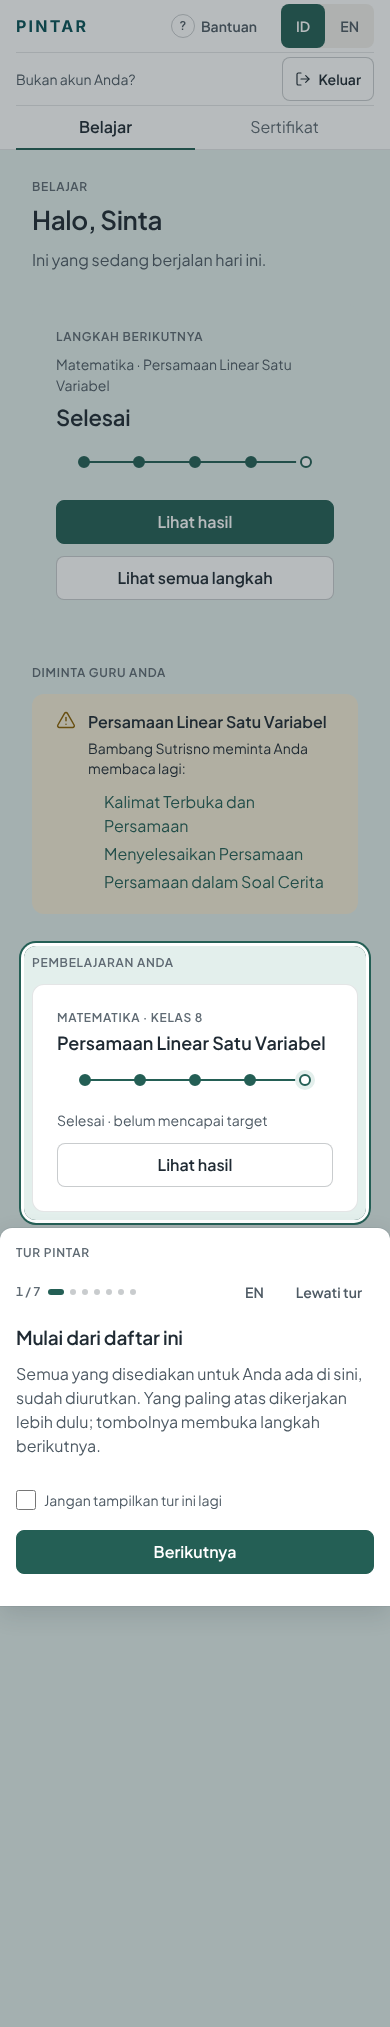 PINTAR
? Bantuan
ID EN
Bukan akun Anda?
Keluar
Belajar
Sertifikat
BELAJAR
Halo, Sinta
Ini yang sedang berjalan hari ini.
LANGKAH BERIKUTNYA
Matematika · Persamaan Linear Satu
Variabel
Selesai
Lihat hasil
Lihat semua langkah
DIMINTA GURU ANDA
Persamaan Linear Satu Variabel
Bambang Sutrisno meminta Anda
membaca lagi:
Kalimat Terbuka dan
Persamaan
Menyelesaikan Persamaan
Persamaan dalam Soal Cerita
PEMBELAJARAN ANDA
MATEMATIKA · KELAS 8
Persamaan Linear Satu Variabel
Selesai · belum mencapai target
Lihat hasil
TUR PINTAR
1/7
EN
Lewati tur
Mulai dari daftar ini
Semua yang disediakan untuk Anda ada di sini,
sudah diurutkan. Yang paling atas dikerjakan
lebih dulu; tombolnya membuka langkah
berikutnya.
Jangan tampilkan tur ini lagi
Berikutnya